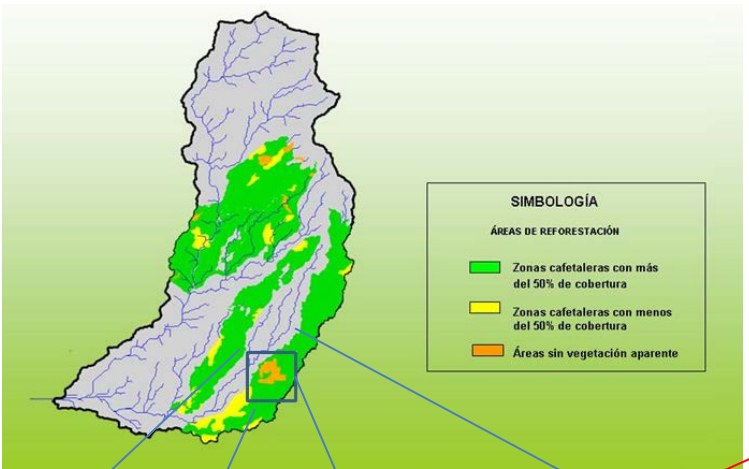 SIMBOLOGÍA
ÁREAS DE REFORESTACIÓN
Zonas cafetaleras con más
del 50% de cobertura
Zonas cafetaleras con menos
del 50% de cobertura
Áreas sin vegetación aparente